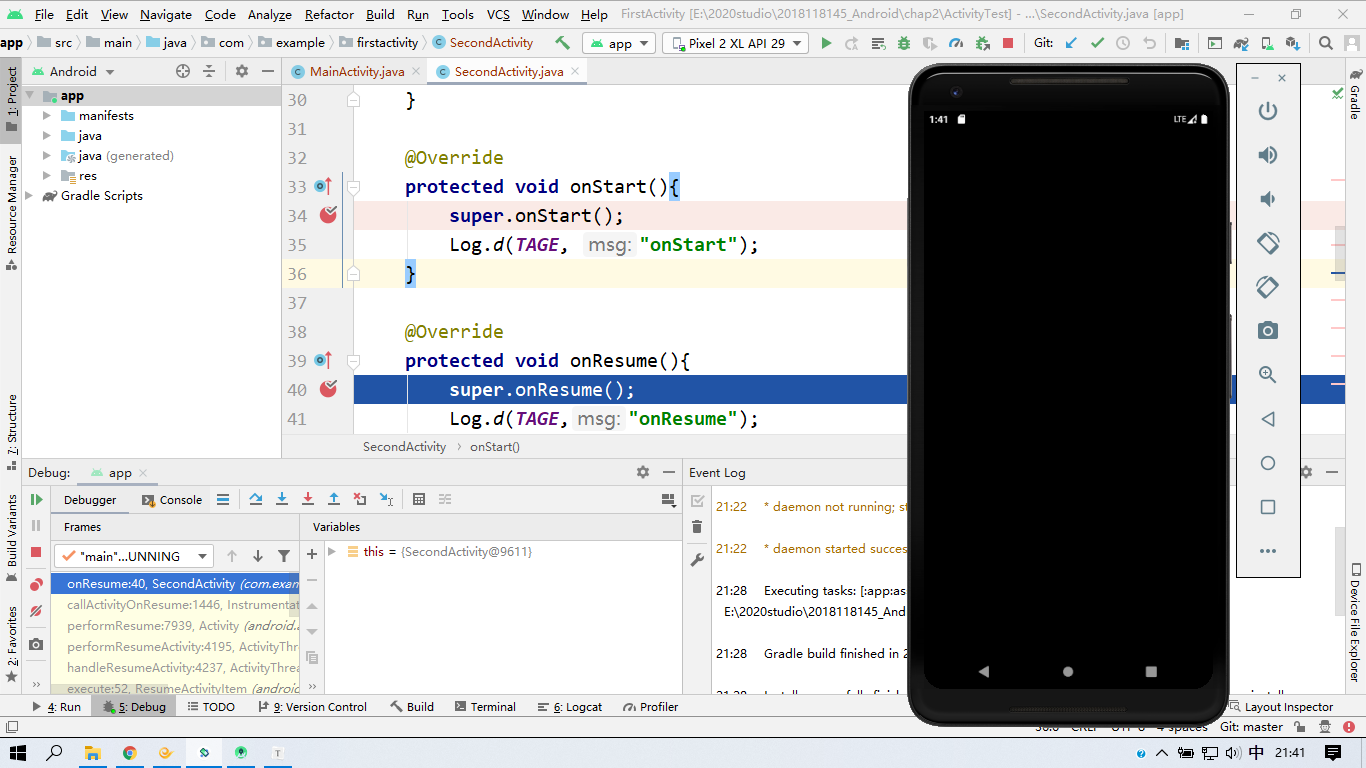 File Edit View Navigate Code Analyze Refactor Build Run Tools VCS Window Help FirstActivity [E:\2020studio\2018118145_Android\chap2\ActivityTest] - ...\SecondActivity.java [app]
app src main java com example firstactivity SecondActivity app Pixel 2 XL API 29 Git:
Android
MainActivity.java SecondActivity.java
1: Project
Resource Manager
7: Structure
Build Variants
2: Favorites
app
manifests
java
java (generated)
res
Gradle Scripts
30 }
31
32 @Override
33 protected void onStart(){
34 super.onStart();
35 Log.d(TAGE, msg: "onStart");
36 }
37
38 @Override
39 protected void onResume(){
40 super.onResume();
41 Log.d(TAGE, msg: "onResume");
SecondActivity › onStart()
1:41 LTE
Gradle
Device File Explorer
Debug: app
Debugger Console
Frames Variables
"main"...UNNING
onResume:40, SecondActivity (com.exan
callActivityOnResume:1446, Instrumentat
performResume:7939, Activity (android.a
performResumeActivity:4195, ActivityThr
handleResumeActivity:4237, ActivityThrea
execute:52, ResumeActivityItem (android
this = {SecondActivity@9611}
Event Log
21:22 * daemon not running; st
21:22 * daemon started succes
21:28 Executing tasks: [:app:as
E:\2020studio\2018118145_And
21:28 Gradle build finished in 2
4: Run 5: Debug TODO 9: Version Control Build Terminal 6: Logcat Profiler Layout Inspector
4 spaces Git: master
中 21:41